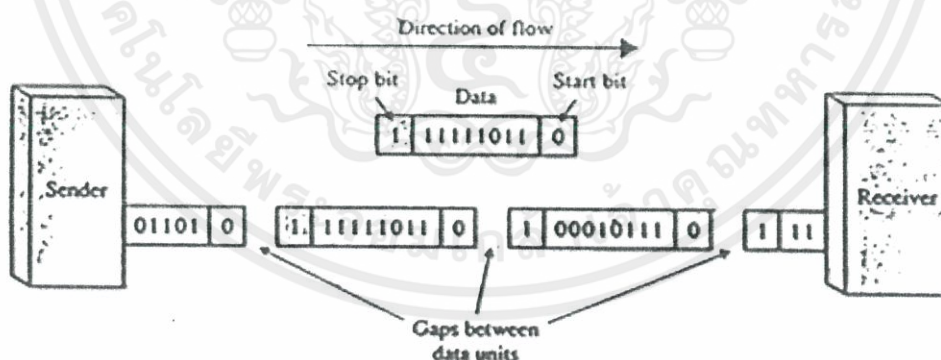 Direction of flow
Stop bit
Data
Start bit
1 11111011 0
Sender
Receiver
01101 0
1 11111011 0
1 00010111 0
1 11
Gaps between
data units